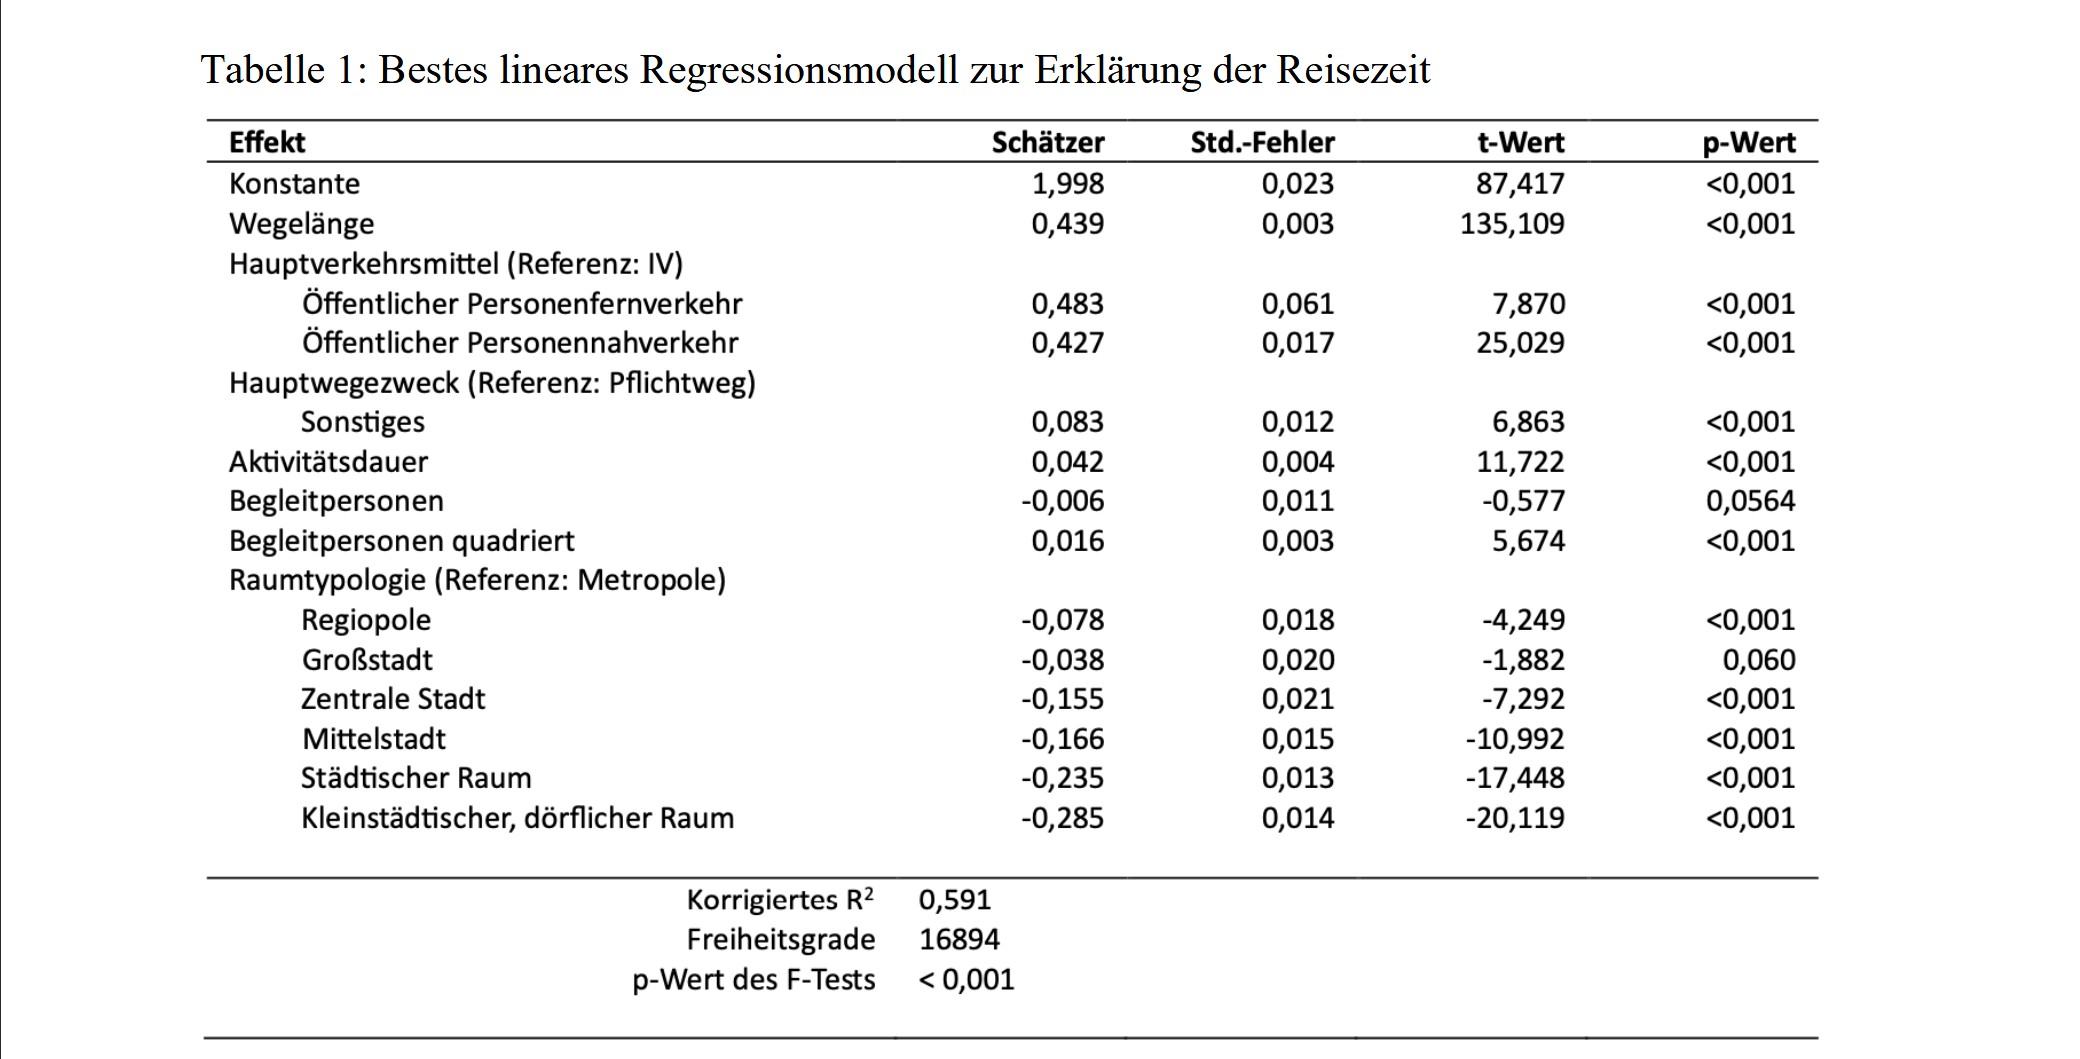 Tabelle 1: Bestes lineares Regressionsmodell zur Erklärung der Reisezeit
Effekt Schätzer Std.-Fehler t-Wert p-Wert
Konstante 1,998 0,023 87,417 <0,001
Wegelänge 0,439 0,003 135,109 <0,001
Hauptverkehrsmittel (Referenz: IV)
Öffentlicher Personenfernverkehr 0,483 0,061 7,870 <0,001
Öffentlicher Personennahverkehr 0,427 0,017 25,029 <0,001
Hauptwegezweck (Referenz: Pflichtweg)
Sonstiges 0,083 0,012 6,863 <0,001
Aktivitätsdauer 0,042 0,004 11,722 <0,001
Begleitpersonen -0,006 0,011 -0,577 0,0564
Begleitpersonen quadriert 0,016 0,003 5,674 <0,001
Raumtypologie (Referenz: Metropole)
Regiopole -0,078 0,018 -4,249 <0,001
Großstadt -0,038 0,020 -1,882 0,060
Zentrale Stadt -0,155 0,021 -7,292 <0,001
Mittelstadt -0,166 0,015 -10,992 <0,001
Städtischer Raum -0,235 0,013 -17,448 <0,001
Kleinstädtischer, dörflicher Raum -0,285 0,014 -20,119 <0,001
Korrigiertes R² 0,591
Freiheitsgrade 16894
p-Wert des F-Tests < 0,001